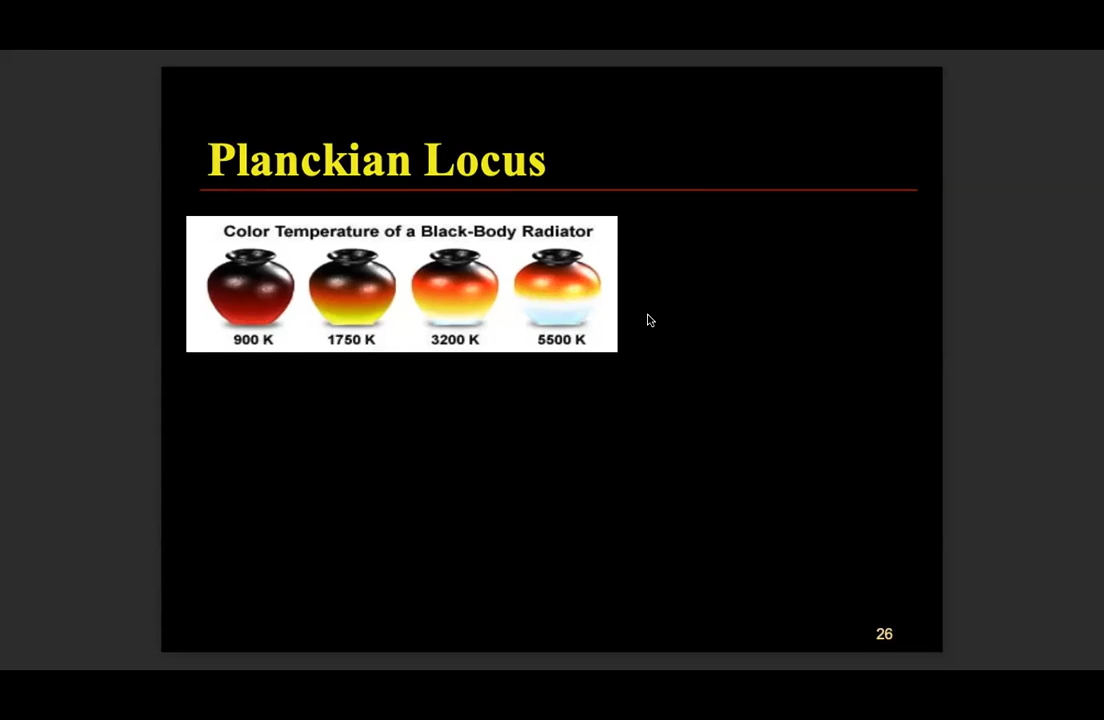 Planckian Locus
Color Temperature of a Black-Body Radiator
900 K 1750 K 3200 K 5500 K
26